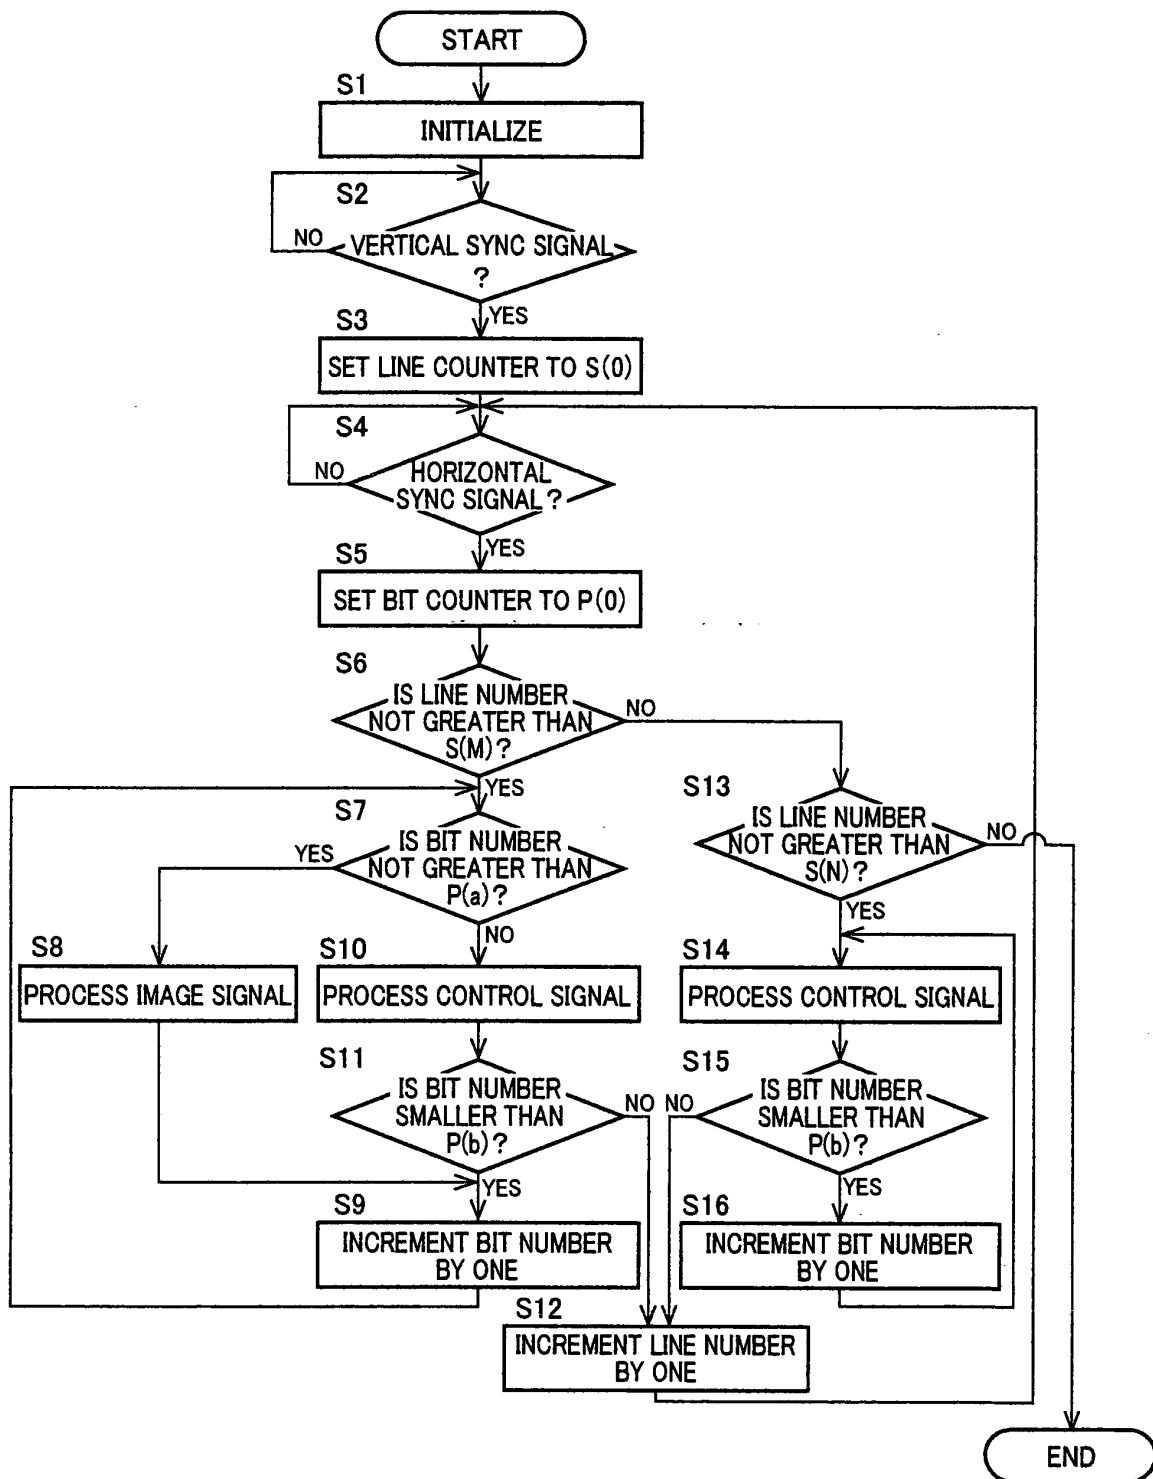 START
S1
INITIALIZE
S2
NO
VERTICAL SYNC SIGNAL
?
YES
S3
SET LINE COUNTER TO S(0)
S4
NO
HORIZONTAL
SYNC SIGNAL?
YES
S5
SET BIT COUNTER TO P(0)
S6
IS LINE NUMBER
NOT GREATER THAN
S(M)?
NO
YES
S7
YES
IS BIT NUMBER
NOT GREATER THAN
P(a)?
NO
S13
IS LINE NUMBER
NOT GREATER THAN
S(N)?
NO
YES
S8
PROCESS IMAGE SIGNAL
S10
PROCESS CONTROL SIGNAL
S14
PROCESS CONTROL SIGNAL
S11
IS BIT NUMBER
SMALLER THAN
P(b)?
NO
YES
S15
NO
IS BIT NUMBER
SMALLER THAN
P(b)?
YES
S9
INCREMENT BIT NUMBER
BY ONE
S16
INCREMENT BIT NUMBER
BY ONE
S12
INCREMENT LINE NUMBER
BY ONE
END